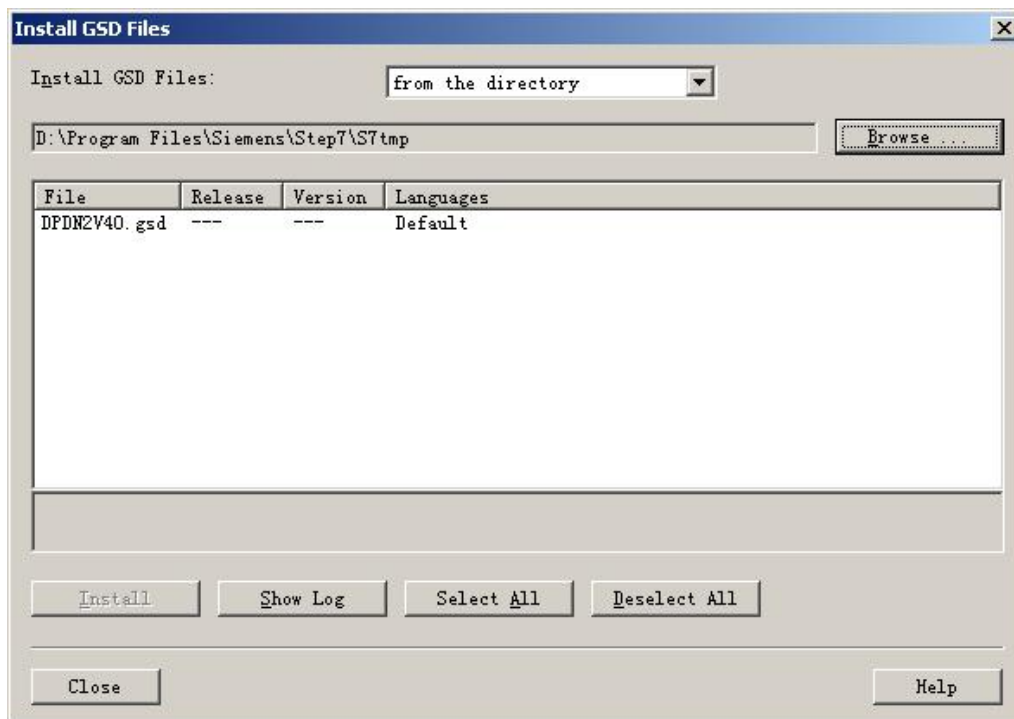 Install GSD Files
Install GSD Files: from the directory
D:\Program Files\Siemens\Step7\S7tmp Browse ...
File Release Version Languages
DPDN2V40.gsd --- --- Default
Install Show Log Select All Deselect All
Close Help